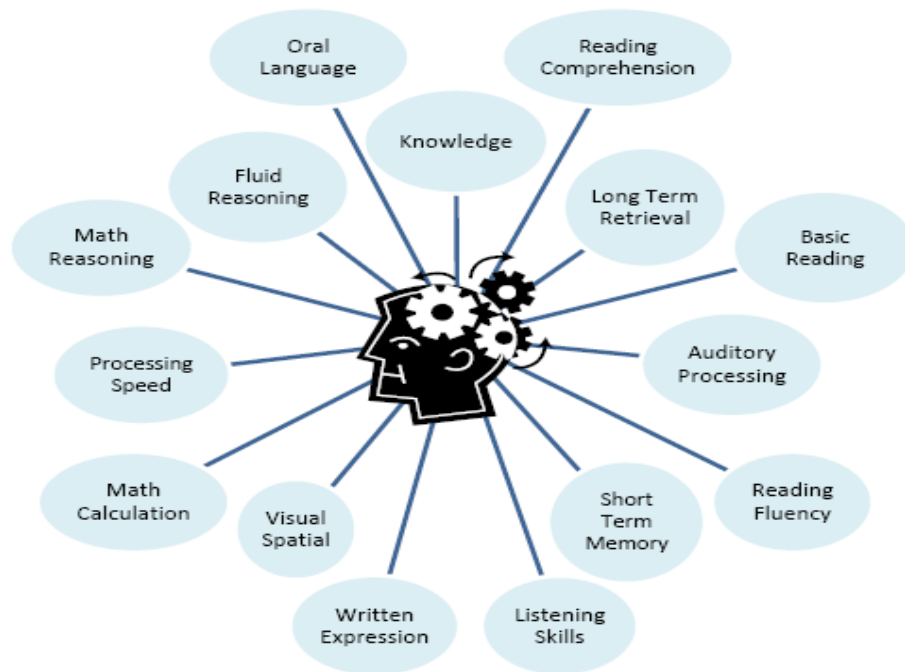 Oral
Language
Reading
Comprehension
Knowledge
Fluid
Reasoning
Long Term
Retrieval
Math
Reasoning
Basic
Reading
Processing
Speed
Auditory
Processing
Math
Calculation
Visual
Spatial
Short
Term
Memory
Reading
Fluency
Written
Expression
Listening
Skills